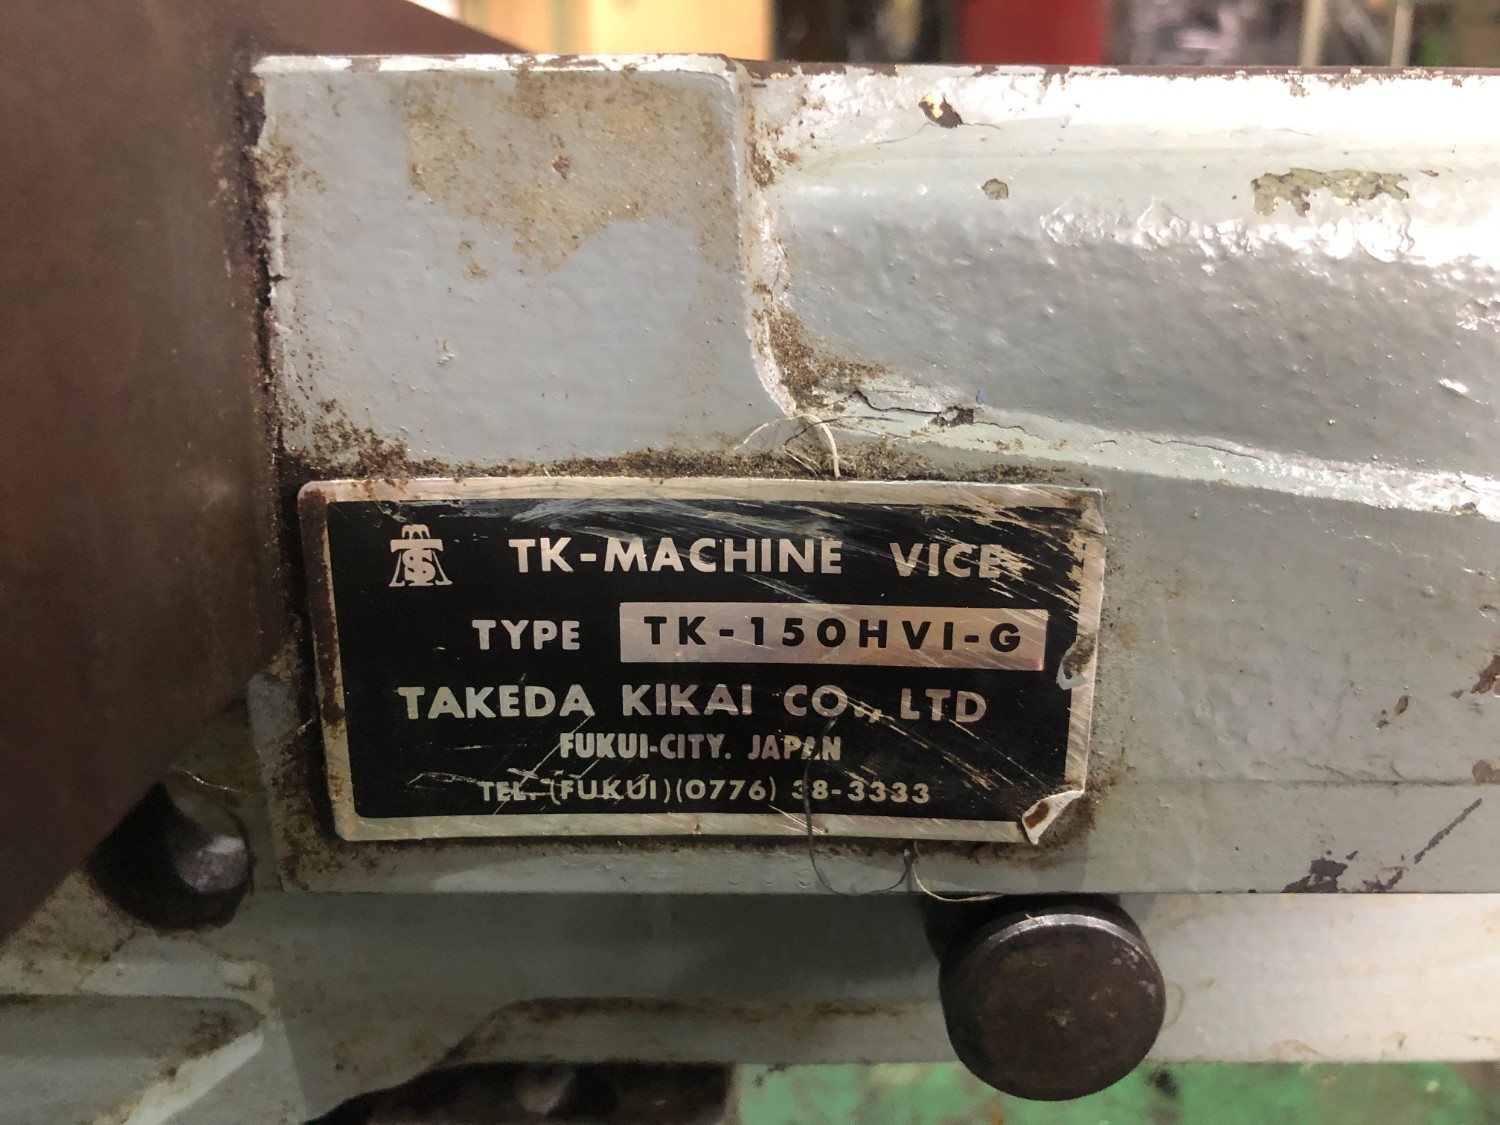 TK-MACHINE VICE
TYPE TK-150HVI-G
TAKEDA KIKAI CO., LTD
FUKUI-CITY. JAPAN
TEL. (FUKUI)(0776) 38-3333